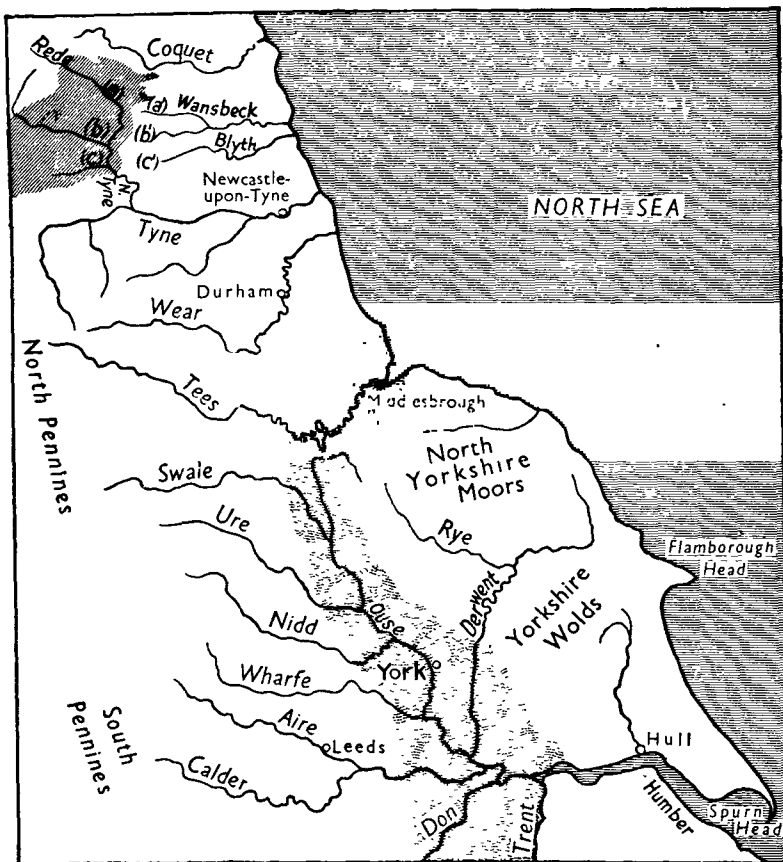 Coquet
Rede
(a)
(a)
Wansbeck
(b)
(b)
Blyth
(c)
(c)
N. Tyne
Newcastle-
upon-Tyne
NORTH SEA
Tyne
Durham
Wear
North Pennines
Tees
North
Yorkshire
Moors
Swale
Ure
Rye
Flamborough
Head
Derwent
Yorkshire
Wolds
Ouse
Nidd
York
Wharfe
South
Pennines
Aire
Leeds
Hull
Calder
Humber
Don
Trent
Spurn
Head